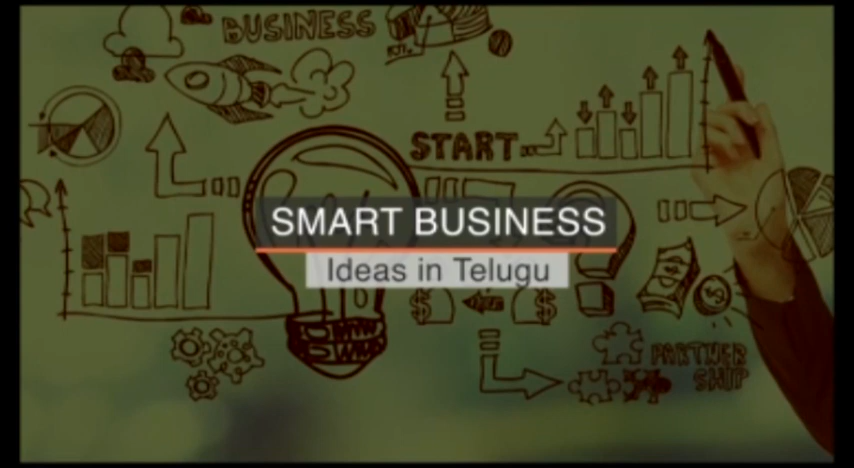 BUSINESS
START
SMART BUSINESS
Ideas in Telugu
PARTNER
SHIP